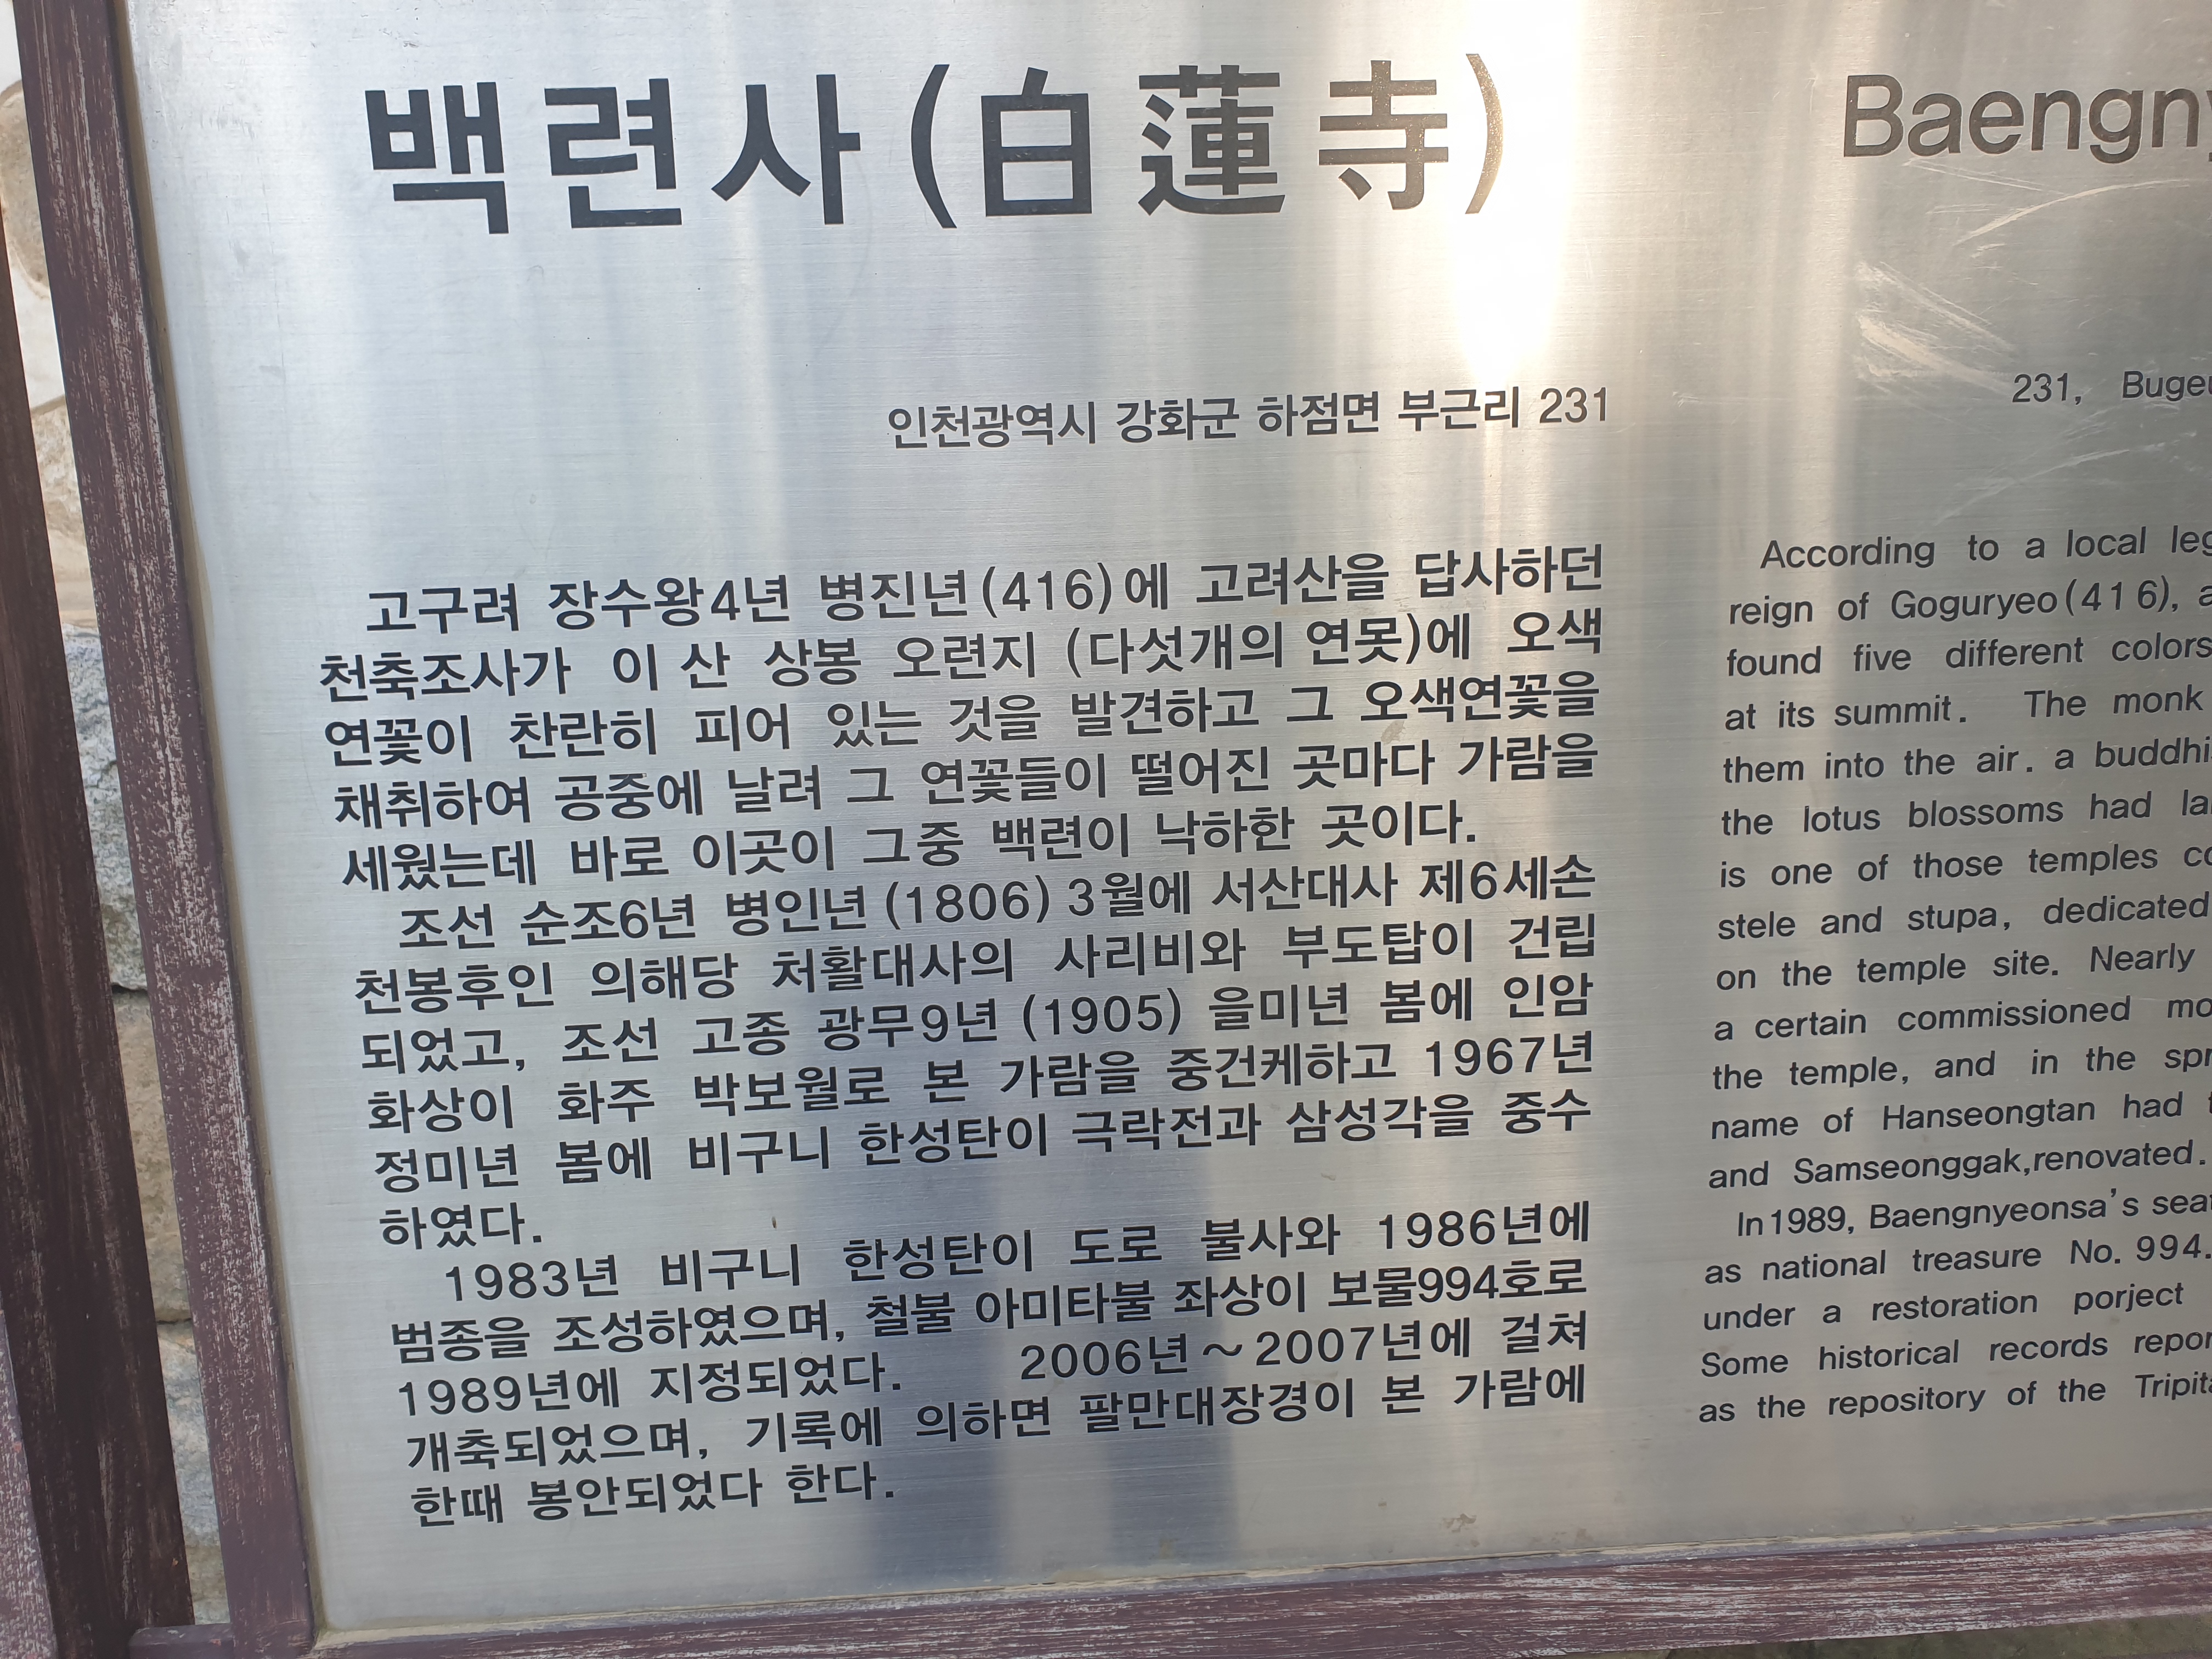 백련사(白蓮寺)
인천광역시 강화군 하점면 부근리 231
고구려 장수왕4년 병진년(416)에 고려산을 답사하던
천축조사가 이 산 상봉 오련지 (다섯개의 연못)에 오색
연꽃이 찬란히 피어 있는 것을 발견하고 그 오색연꽃을
채취하여 공중에 날려 그 연꽃들이 떨어진 곳마다 가람을
세웠는데 바로 이곳이 그중 백련이 낙하한 곳이다.
조선 순조6년 병인년(1806) 3월에 서산대사 제6세손
천봉후인 의해당 처활대사의 사리비와 부도탑이 건립
되었고, 조선 고종 광무9년 (1905) 을미년 봄에 인암
화상이 화주 박보월로 본 가람을 중건케하고 1967년
정미년 봄에 비구니 한성탄이 극락전과 삼성각을 중수
하였다.
1983년 비구니 한성탄이 도로 불사와 1986년에
범종을 조성하였으며, 철불 아미타불 좌상이 보물994호로
1989년에 지정되었다. 2006년~2007년에 걸쳐
개축되었으며, 기록에 의하면 팔만대장경이 본 가람에
한때 봉안되었다 한다.
Baengny
231, Bugeu
According to a local leg
reign of Goguryeo(416), a
found five different colors
at its summit. The monk
them into the air. a buddhi
the lotus blossoms had la
is one of those temples co
stele and stupa, dedicated
on the temple site. Nearly
a certain commissioned mo
the temple, and in the spr
name of Hanseongtan had
and Samseonggak,renovated.
In1989, Baengnyeonsa's sea
as national treasure No. 994.
under a restoration porject
Some historical records repor
as the repository of the Tripita